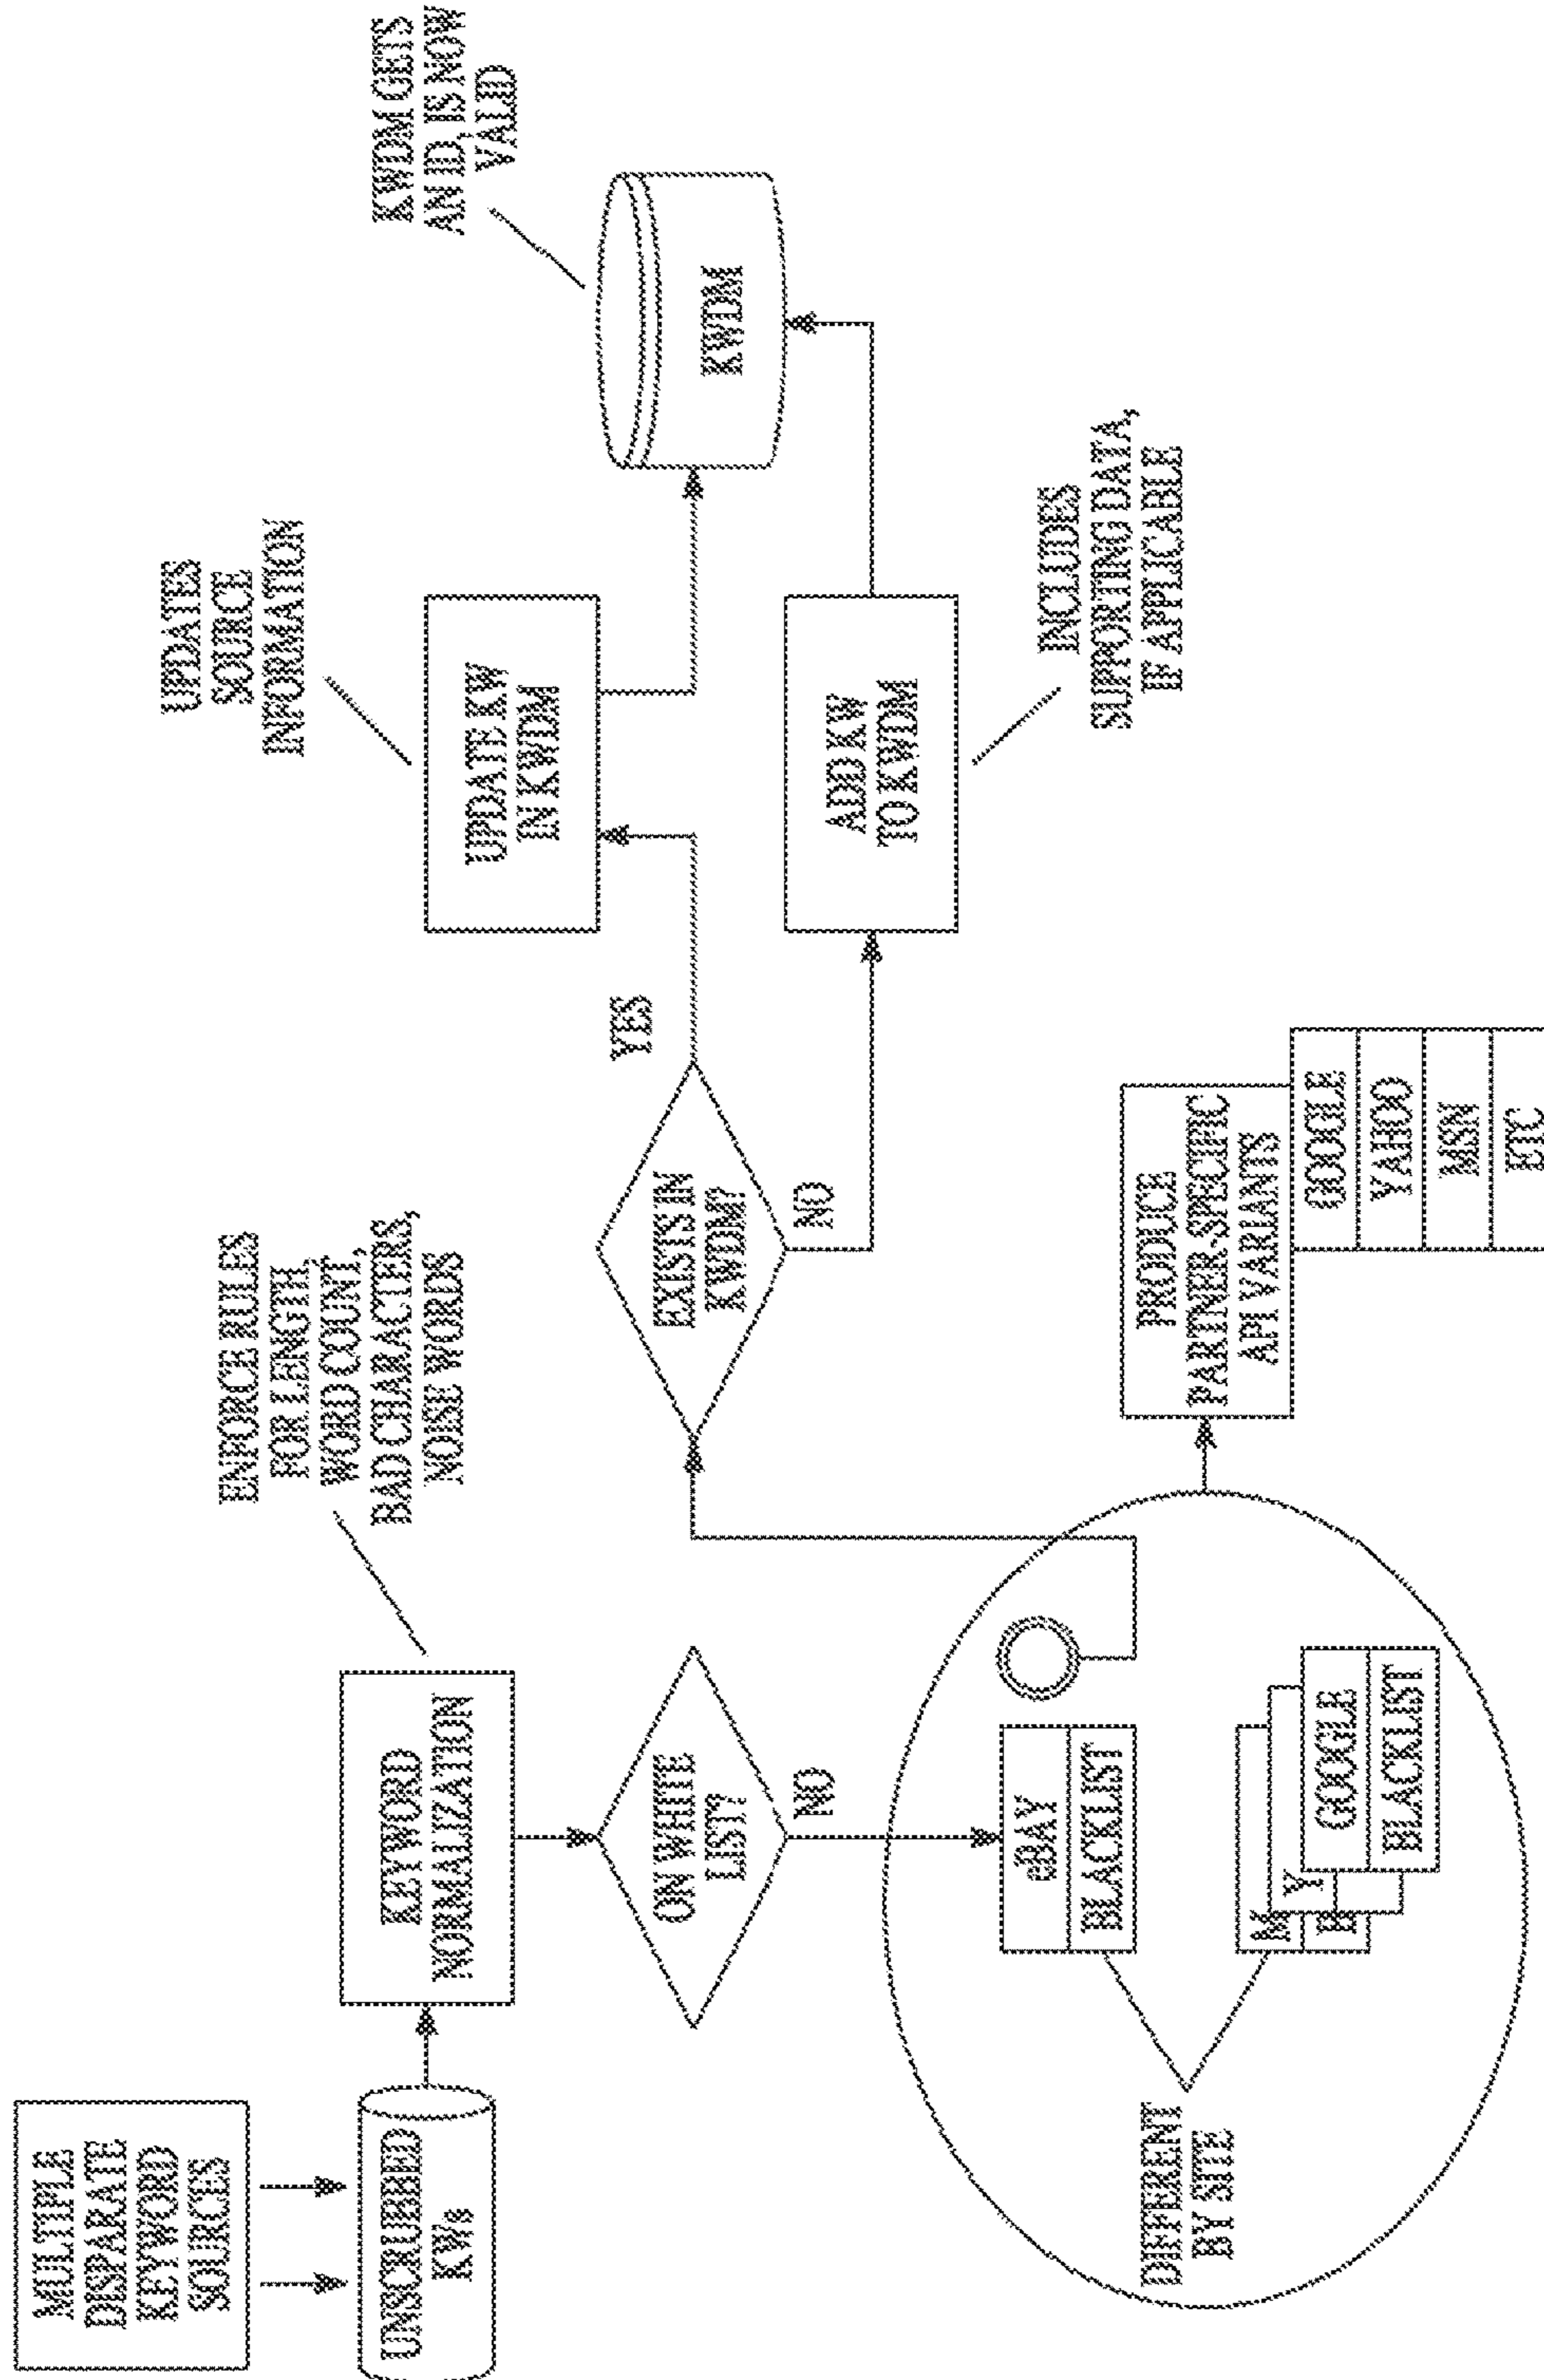 MULTIPLE
DISPARATE
KEYWORD
SOURCES
UNSCRUBBED
KWs
KEYWORD
NORMALIZATION
ENFORCE RULES
FOR LENGTH,
WORD COUNT,
BAD CHARACTERS,
NOISE WORDS
ON WHITE
LIST?
NO
eBAY
BLACKLIST
M
Y
GOOGLE
BLACKLIST
DIFFERENT
BY SITE
PRODUCE
PARTNER-SPECIFIC
API VARIANTS
GOOGLE
YAHOO
MSN
ETC
EXISTS IN
KWDM?
YES
NO
UPDATE KW
IN KWDM
UPDATES
SOURCE
INFORMATION
ADD KW
TO KWDM
INCLUDES
SUPPORTING DATA,
IF APPLICABLE
KWDM
KWDM GETS
AN ID, IS NOW
VALID